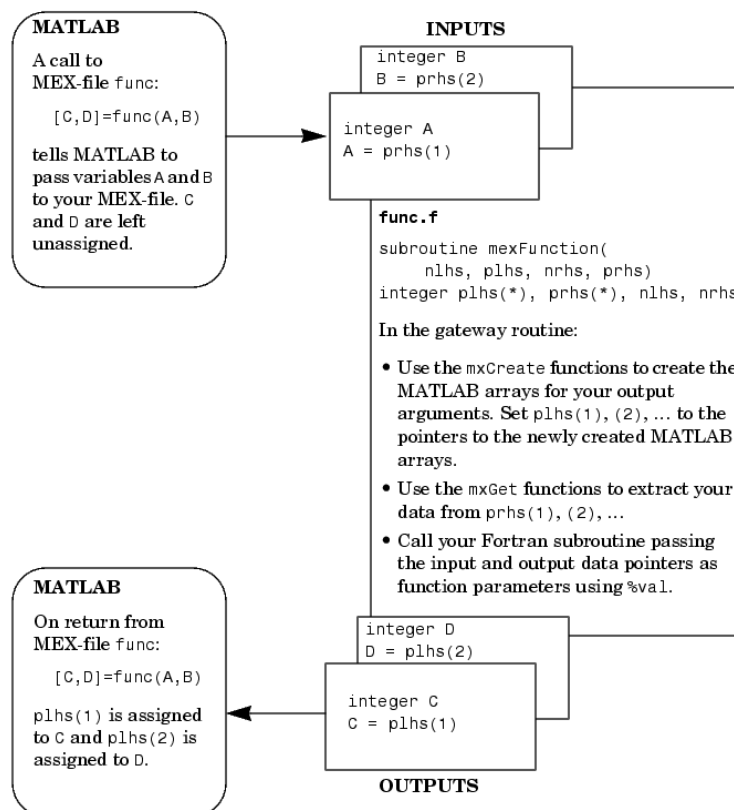 MATLAB
A call to
MEX-file func:
[C,D]=func(A,B)
tells MATLAB to
pass variables A and B
to your MEX-file. C
and D are left
unassigned.
INPUTS
integer B
B = prhs(2)
integer A
A = prhs(1)
func.f
subroutine mexFunction(
nlhs, plhs, nrhs, prhs)
integer plhs(*), prhs(*), nlhs, nrhs
In the gateway routine:
• Use the mxCreate functions to create the
MATLAB arrays for your output
arguments. Set plhs(1), (2), ... to the
pointers to the newly created MATLAB
arrays.
• Use the mxGet functions to extract your
data from prhs(1), (2), ...
• Call your Fortran subroutine passing
the input and output data pointers as
function parameters using %val.
MATLAB
On return from
MEX-file func:
[C,D]=func(A,B)
plhs(1) is assigned
to C and plhs(2) is
assigned to D.
integer D
D = plhs(2)
integer C
C = plhs(1)
OUTPUTS